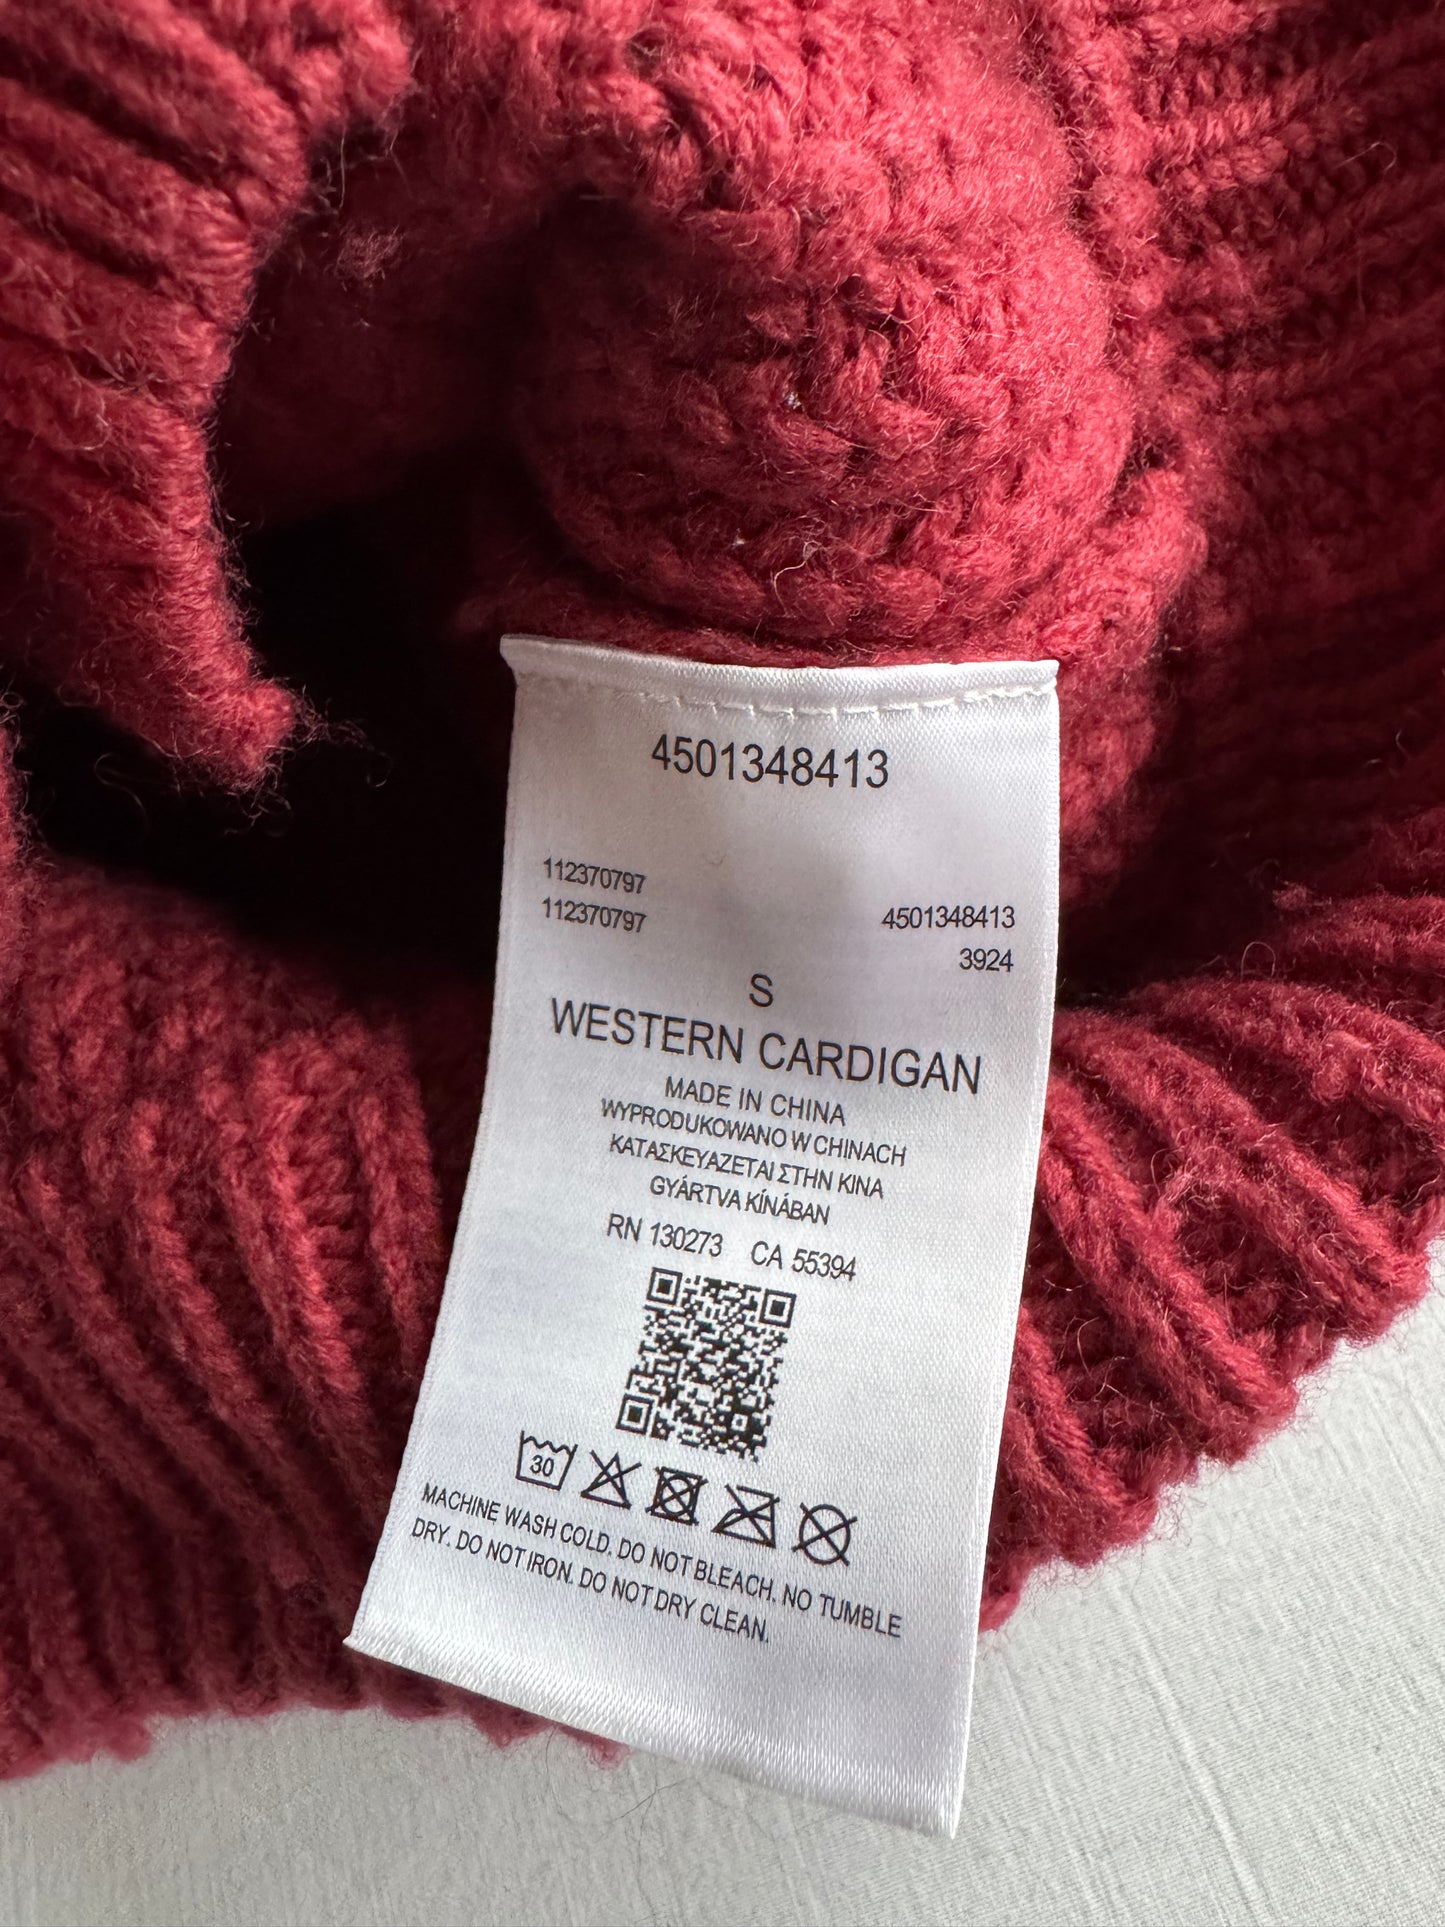 4501348413
112370797
112370797
4501348413
3924
S
WESTERN CARDIGAN
MADE IN CHINA
WYPRODUKOWANO W CHINACH
ΚΑΤΑΣΚΕΥΑΖΕΤΑΙ ΣΤΗΝ ΚΙΝΑ
GYÁRTVA KÍNÁBAN
RN 130273 CA 55394
30
MACHINE WASH COLD. DO NOT BLEACH. NO TUMBLE
DRY. DO NOT IRON. DO NOT DRY CLEAN.